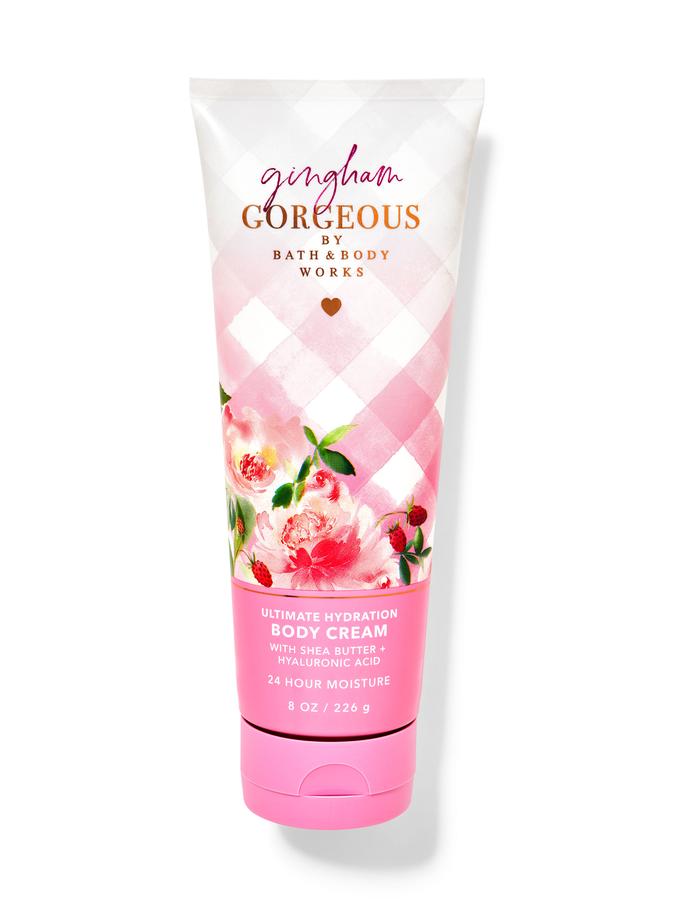 gingham
GORGEOUS
BY
BATH & BODY
WORKS
ULTIMATE HYDRATION
BODY CREAM
WITH SHEA BUTTER +
HYALURONIC ACID
24 HOUR MOISTURE
8 OZ / 226 g